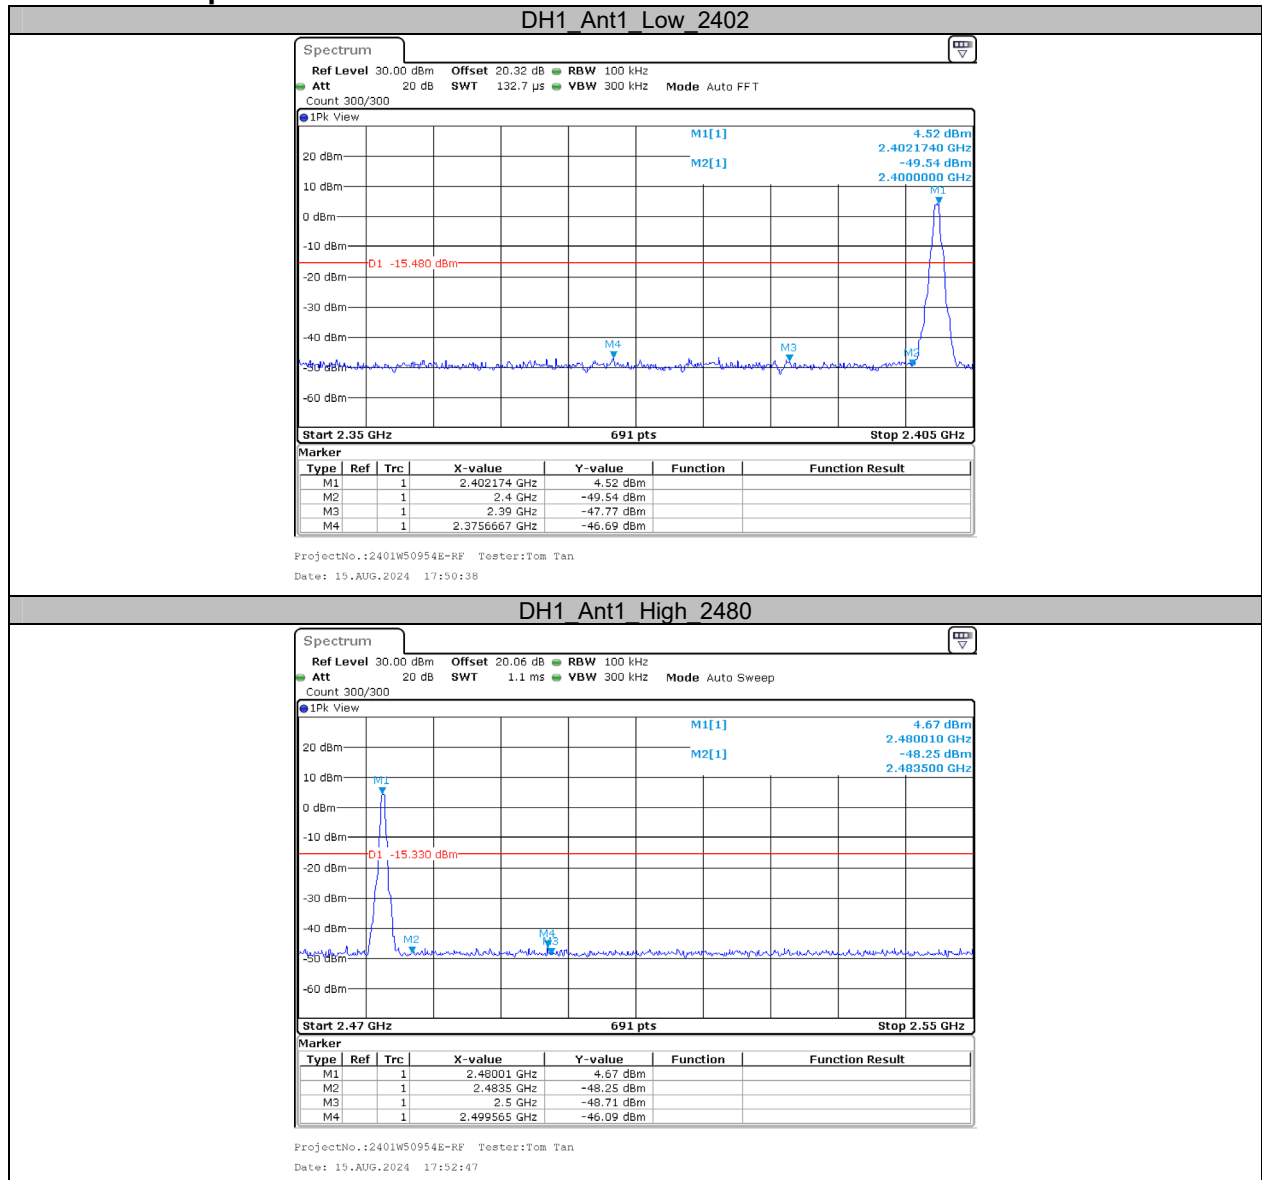 DH1_Ant1_Low_2402
Spectrum
Ref Level 30.00 dBm Offset 20.32 dB RBW 100 kHz
Att 20 dB SWT 132.7 µs VBW 300 kHz Mode Auto FFT
Count 300/300
1Pk View
M1[1] 4.52 dBm
2.4021740 GHz
M2[1] -49.54 dBm
2.4000000 GHz
20 dBm
10 dBm
M1
0 dBm
-10 dBm
D1 -15.480 dBm
-20 dBm
-30 dBm
-40 dBm
M4
M3
M2
-50 dBm
-60 dBm
Start 2.35 GHz 691 pts Stop 2.405 GHz
Marker
Type Ref Trc X-value Y-value Function Function Result
M1 1 2.402174 GHz 4.52 dBm
M2 1 2.4 GHz -49.54 dBm
M3 1 2.39 GHz -47.77 dBm
M4 1 2.3756667 GHz -46.69 dBm
ProjectNo.:2401W50954E-RF Tester:Tom Tan
Date: 15.AUG.2024 17:50:38
DH1_Ant1_High_2480
Spectrum
Ref Level 30.00 dBm Offset 20.06 dB RBW 100 kHz
Att 20 dB SWT 1.1 ms VBW 300 kHz Mode Auto Sweep
Count 300/300
1Pk View
M1[1] 4.67 dBm
2.480010 GHz
M2[1] -48.25 dBm
2.483500 GHz
20 dBm
10 dBm
M1
0 dBm
-10 dBm
D1 -15.330 dBm
-20 dBm
-30 dBm
-40 dBm
M4
M2
M3
-50 dBm
-60 dBm
Start 2.47 GHz 691 pts Stop 2.55 GHz
Marker
Type Ref Trc X-value Y-value Function Function Result
M1 1 2.48001 GHz 4.67 dBm
M2 1 2.4835 GHz -48.25 dBm
M3 1 2.5 GHz -48.71 dBm
M4 1 2.499565 GHz -46.09 dBm
ProjectNo.:2401W50954E-RF Tester:Tom Tan
Date: 15.AUG.2024 17:52:47